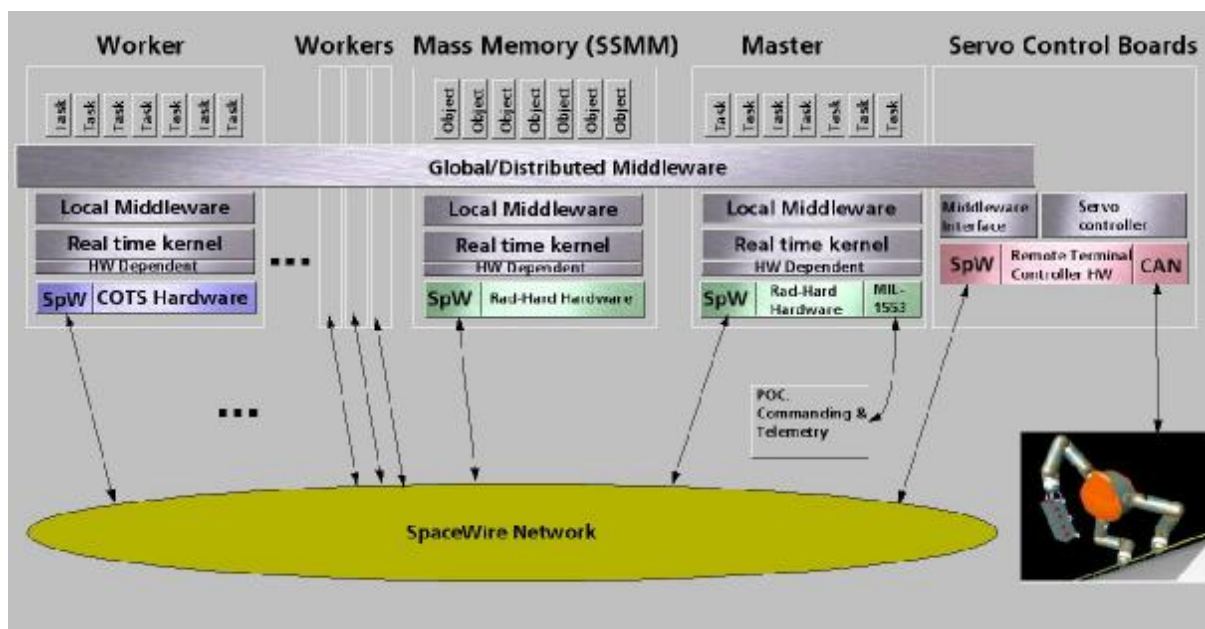 Worker
Workers
Mass Memory (SSMM)
Master
Servo Control Boards
Task
Task
Task
Task
Task
Task
Task
Object
Object
Object
Object
Object
Object
Object
Task
Task
Task
Task
Task
Task
Task
Global/Distributed Middleware
Local Middleware
Real time kernel
HW Dependent
SpW
COTS Hardware
...
Local Middleware
Real time kernel
HW Dependent
SpW
Rad-Hard Hardware
Local Middleware
Real time kernel
HW Dependent
SpW
Rad-Hard
Hardware
MIL-
1553
Middleware
Interface
Servo
controller
SpW
Remote Terminal
Controller HW
CAN
...
POC.
Commanding &
Telemetry
SpaceWire Network